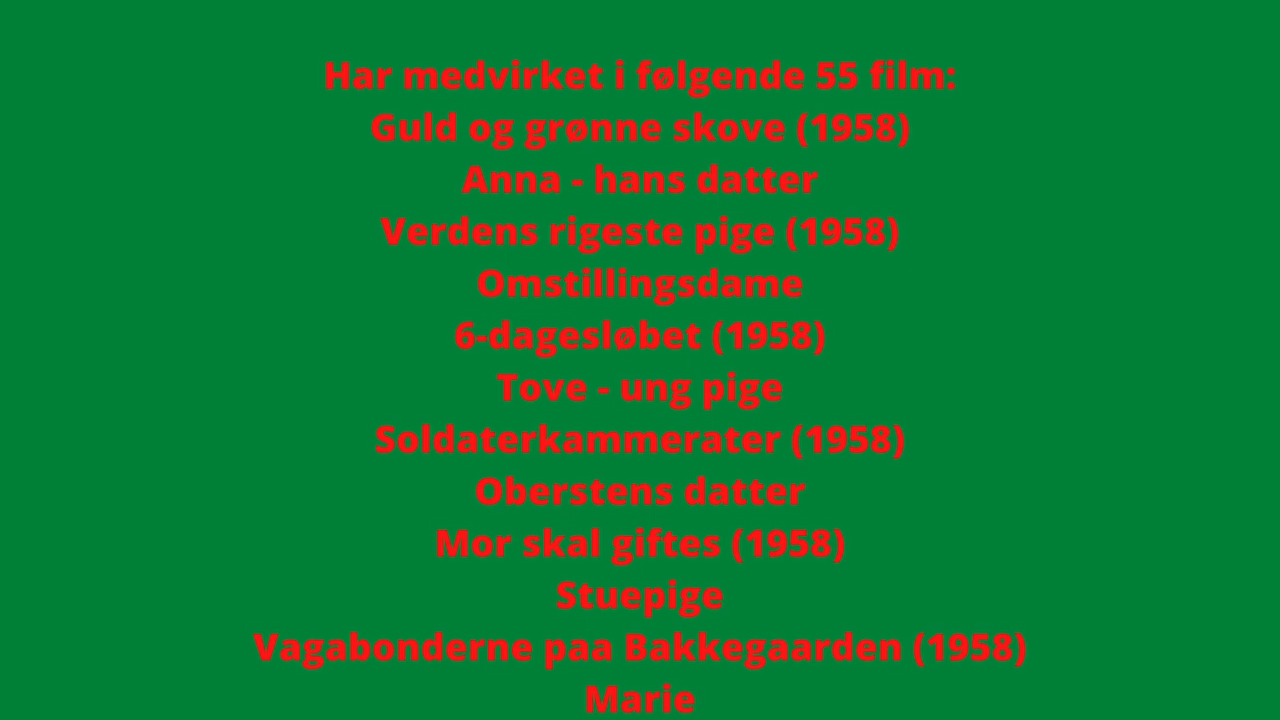 Har medvirket i følgende 55 film:
Guld og grønne skove (1958)
Anna - hans datter
Verdens rigeste pige (1958)
Omstillingsdame
6-dagesløbet (1958)
Tove - ung pige
Soldaterkammerater (1958)
Oberstens datter
Mor skal giftes (1958)
Stuepige
Vagabonderne paa Bakkegaarden (1958)
Marie